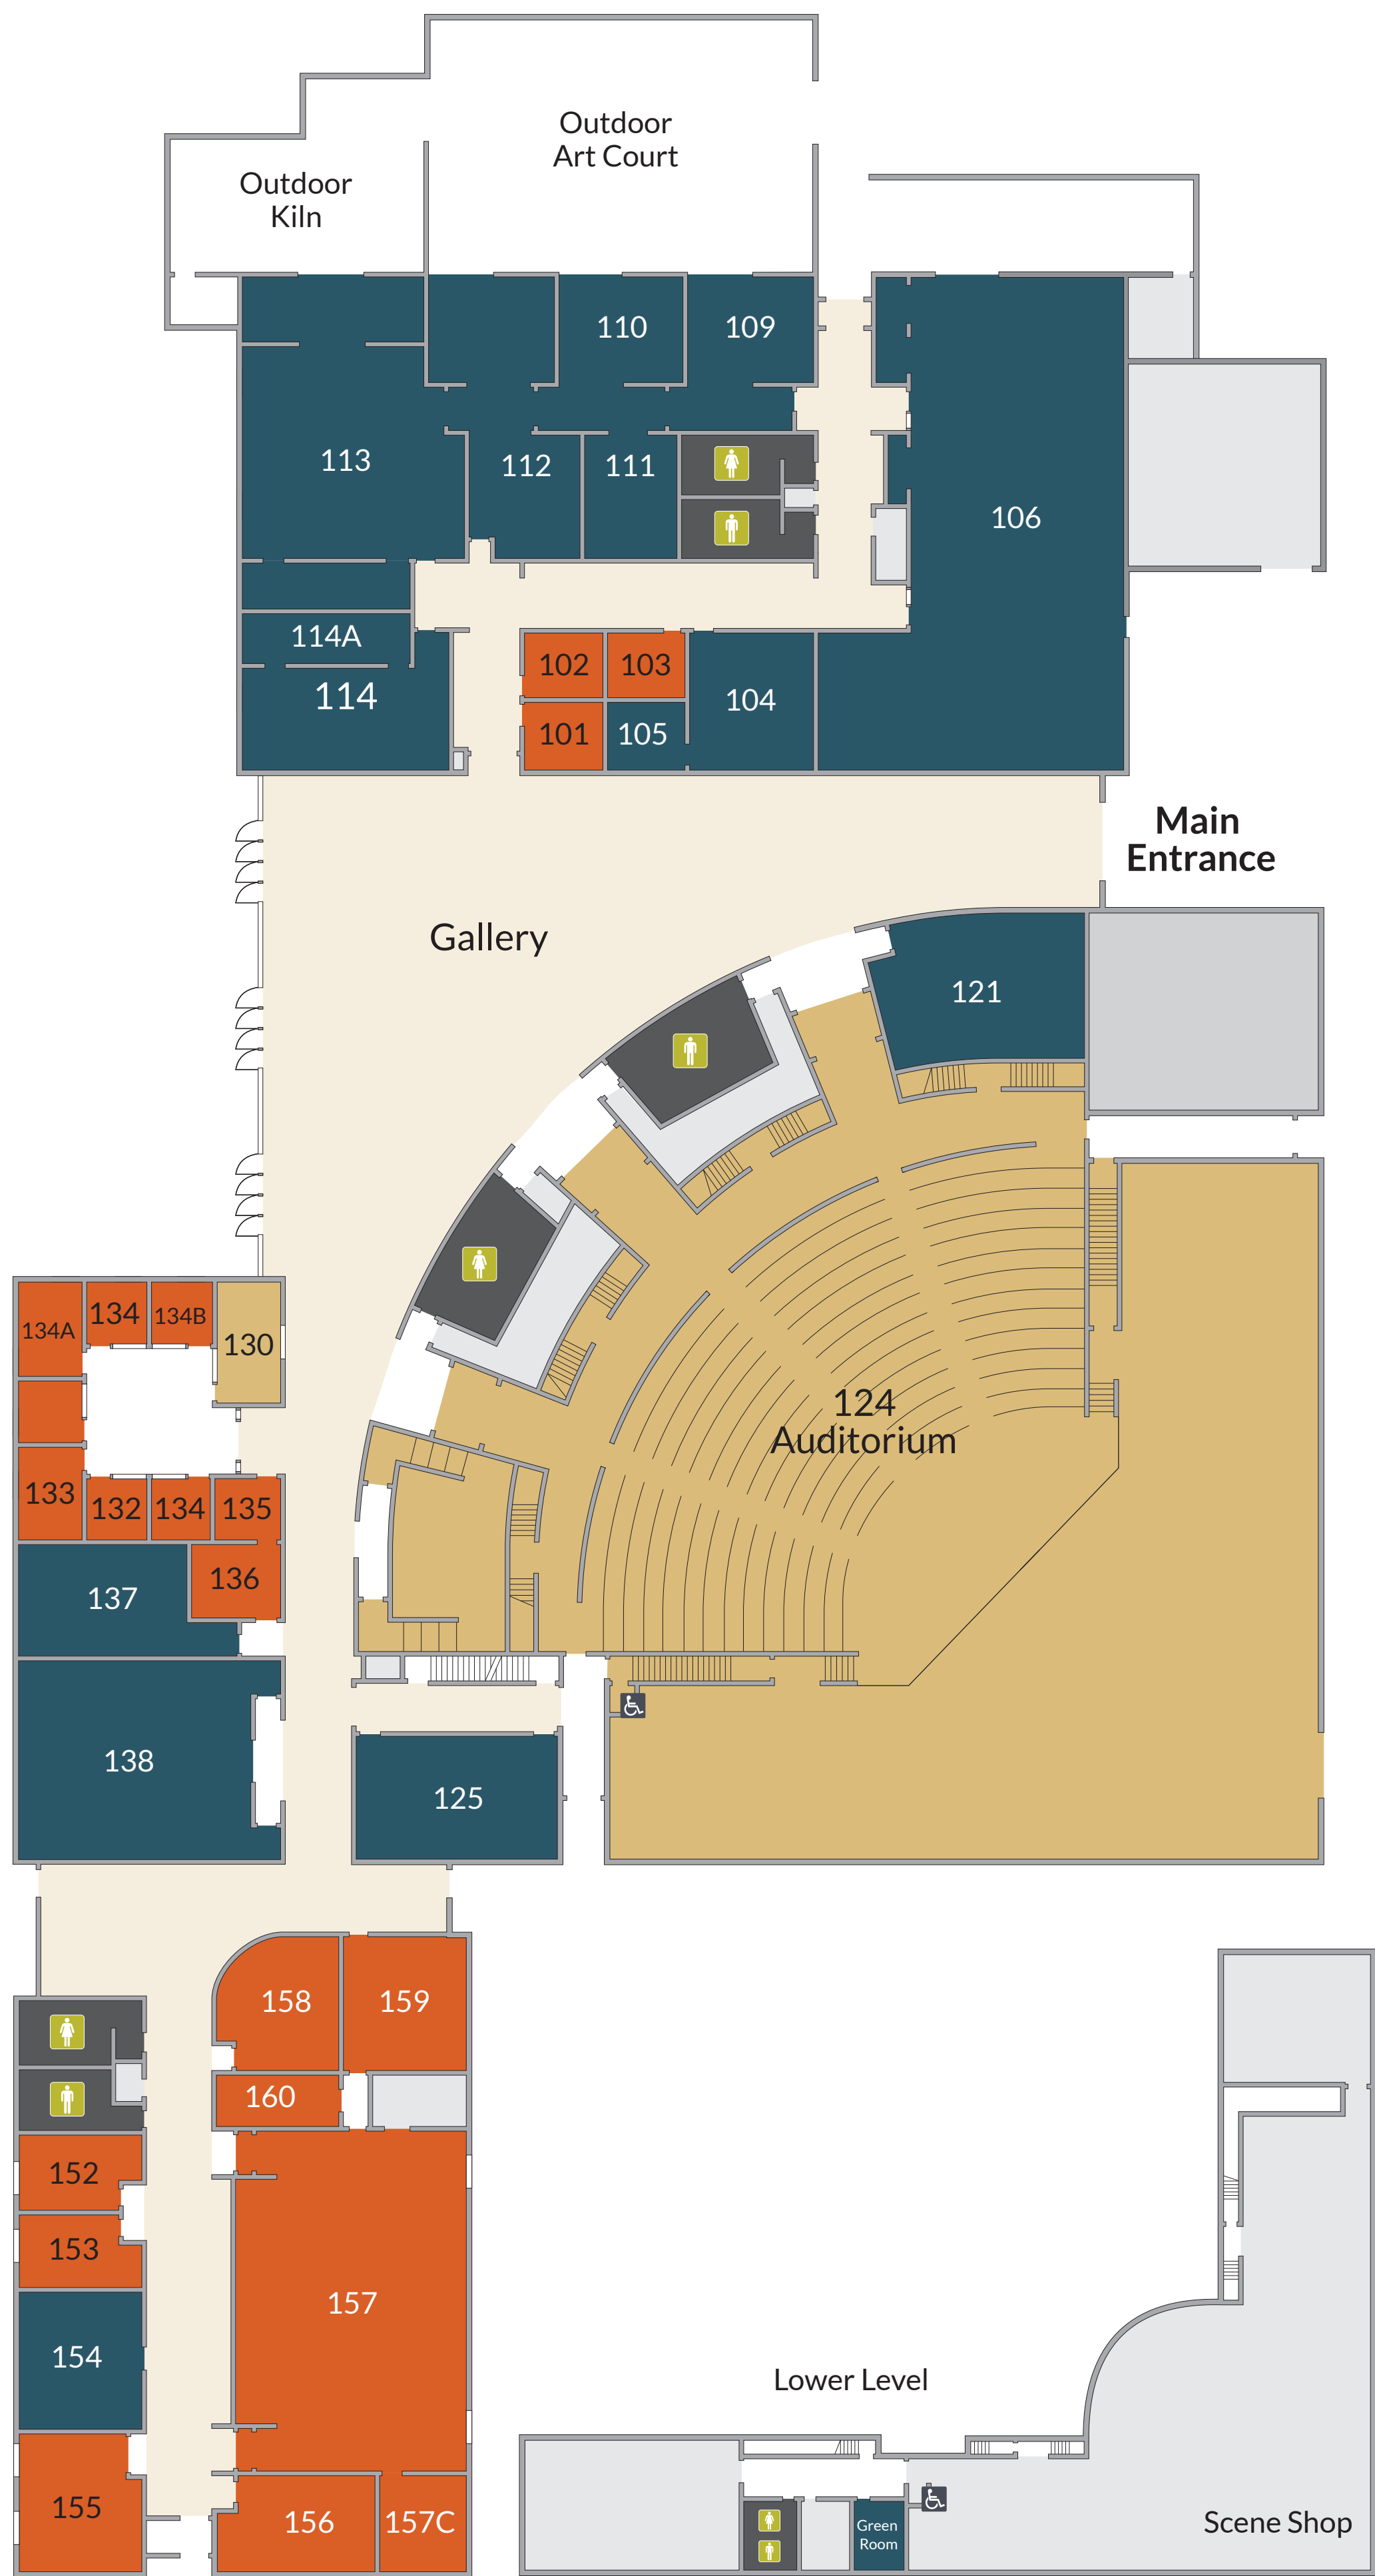 Outdoor
Art Court
Outdoor
Kiln
110
109
113
112
111
106
114A
114
102
103
104
101
105
Main
Entrance
Gallery
121
134A
134
134B
130
124
Auditorium
133
132
134
135
136
137
138
125
158
159
160
152
153
157
154
Lower Level
155
156
157C
Green
Room
Scene Shop